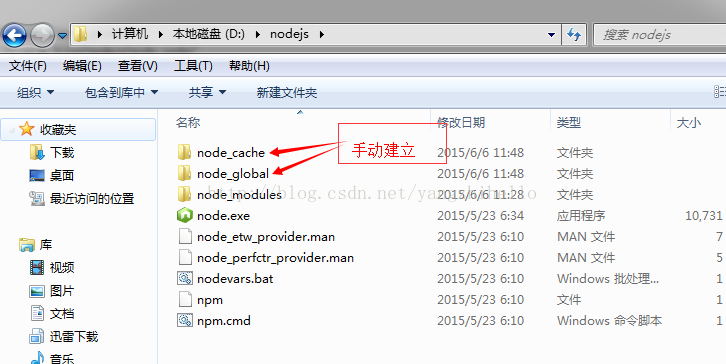 计算机 本地磁盘 (D:) nodejs 搜索 nodejs
文件(F) 编辑(E) 查看(V) 工具(T) 帮助(H)
组织 包含到库中 共享 新建文件夹
收藏夹
下载
桌面
最近访问的位置
库
视频
图片
文档
迅雷下载
音乐
名称 修改日期 类型 大小
手动建立
node_cache 2015/6/6 11:48 文件夹
node_global 2015/6/6 11:48 文件夹
node_modules 2015/6/6 11:28 文件夹
node.exe 2015/5/23 6:34 应用程序 10,731
node_etw_provider.man 2015/5/23 6:10 MAN 文件 7
node_perfctr_provider.man 2015/5/23 6:10 MAN 文件 5
nodevars.bat 2015/5/23 6:10 Windows 批处理... 1
npm 2015/5/23 6:10 文件 1
npm.cmd 2015/5/23 6:10 Windows 命令脚本 1